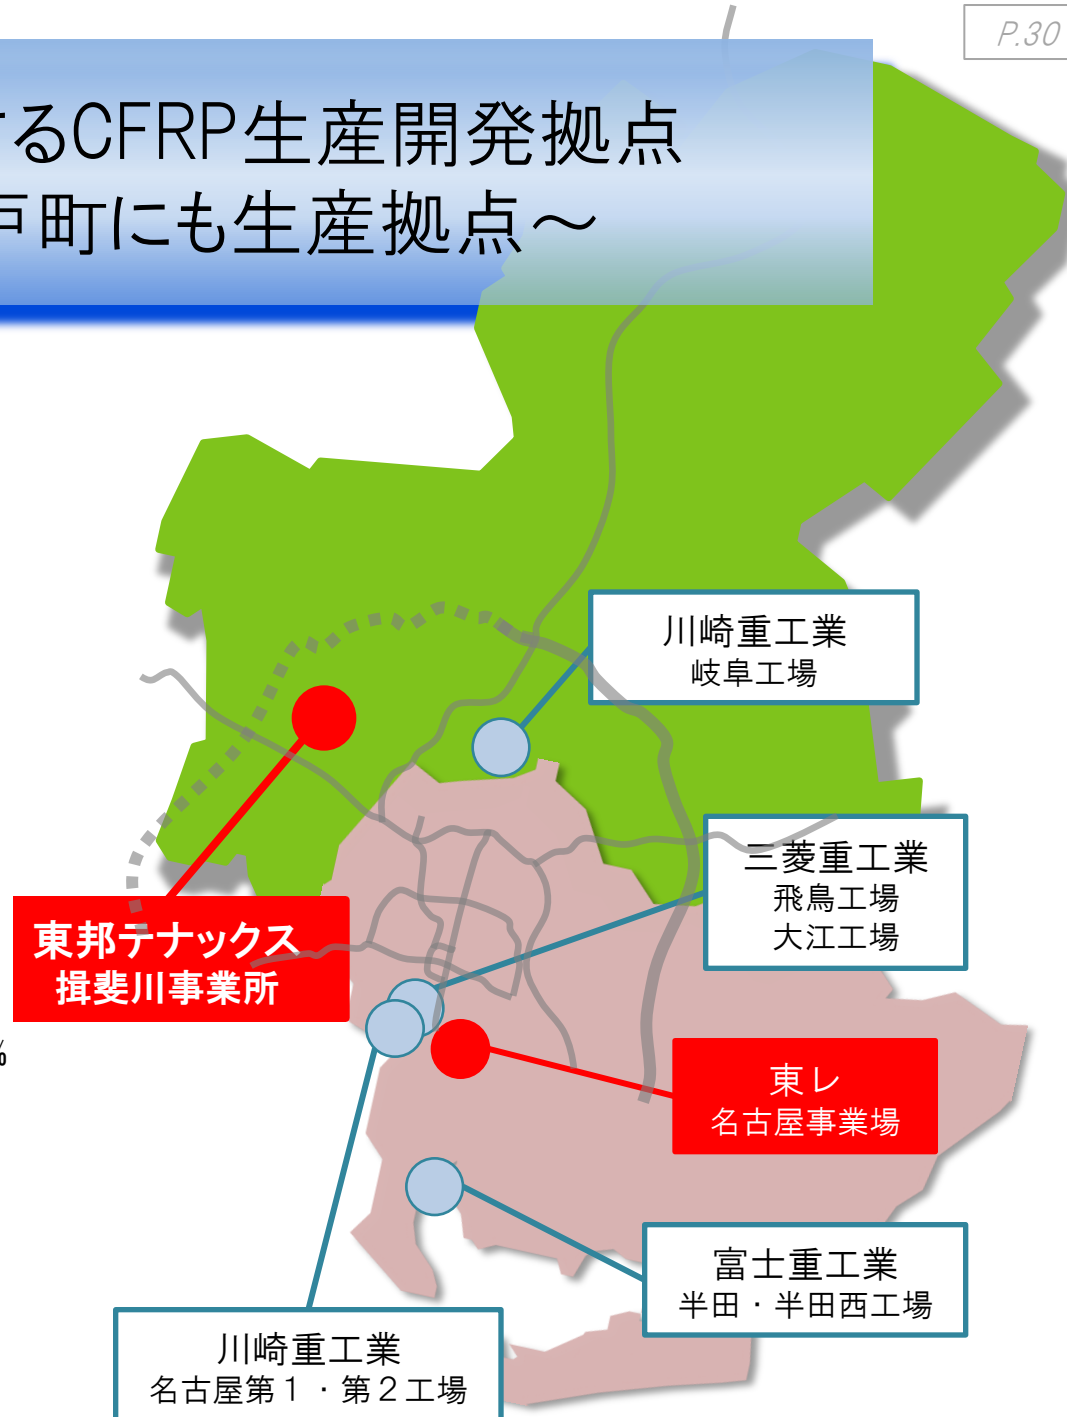 P.30
するCFRP生産開発拠点
戸町にも生産拠点～
川崎重工業
岐阜工場
三菱重工業
飛鳥工場
大江工場
東邦テナックス
揖斐川事業所
%
東レ
名古屋事業場
富士重工業
半田・半田西工場
川崎重工業
名古屋第１・第２工場